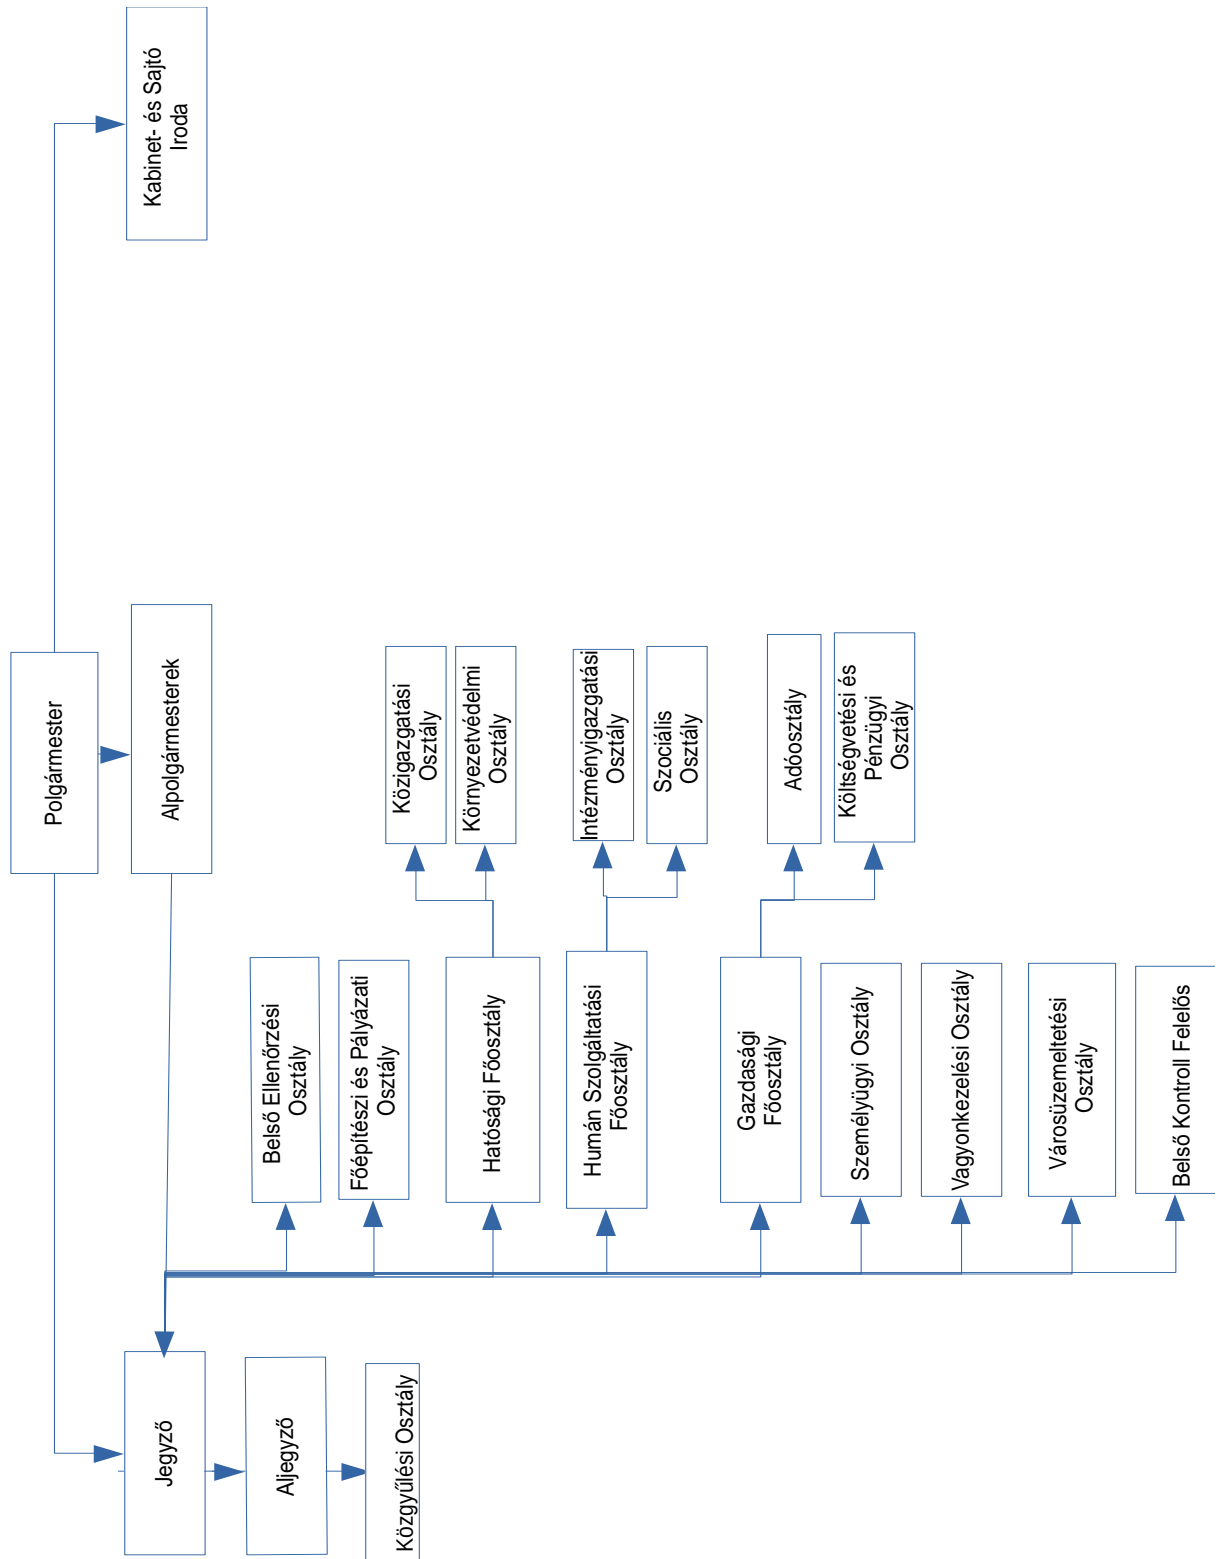 Polgármester
Kabinet- és Sajtó
Iroda
Alpolgármesterek
Jegyző
Aljegyző
Közgyűlési Osztály
Belső Ellenőrzési
Osztály
Főépítészi és Pályázati
Osztály
Hatósági Főosztály
Közigazgatási
Osztály
Környezetvédelmi
Osztály
Humán Szolgáltatási
Főosztály
Intézményigazgatási
Osztály
Szociális
Osztály
Gazdasági
Főosztály
Adóosztály
Költségvetési és
Pénzügyi
Osztály
Személyügyi Osztály
Vagyonkezelési Osztály
Városüzemeltetési
Osztály
Belső Kontroll Felelős